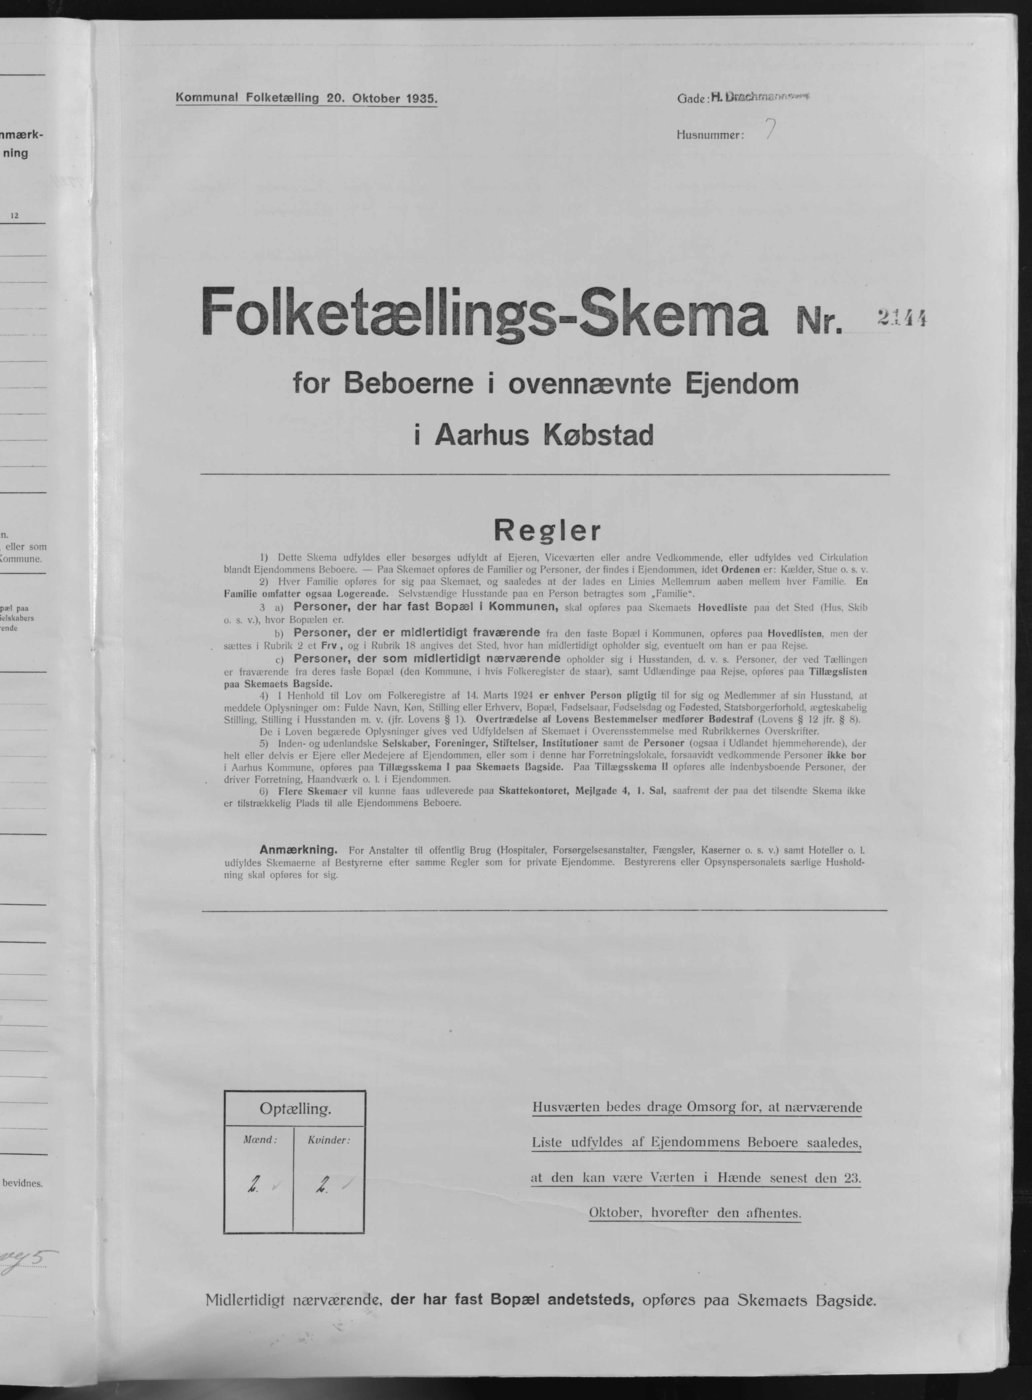 nmærk-
ning
12
n.
eller som
Kommune.
pæl paa
elskabers
ende
bevidnes.
Kommunal Folketælling 20. Oktober 1935.
Gade: H. Drachmannsvej
Husnummer: 7
Folketællings-Skema Nr. 2144
for Beboerne i ovennævnte Ejendom
i Aarhus Købstad
Regler
1) Dette Skema udfyldes eller besørges udfyldt af Ejeren, Viceværten eller andre Vedkommende, eller udfyldes ved Cirkulation
blandt Ejendommens Beboere. — Paa Skemaet opføres de Familier og Personer, der findes i Ejendommen, idet Ordenen er: Kælder, Stue o. s. v.
2) Hver Familie opføres for sig paa Skemaet, og saaledes at der lades en Linies Mellemrum aaben mellem hver Familie. En
Familie omfatter ogsaa Logerende. Selvstændige Husstande paa en Person betragtes som „Familie“.
3 a) Personer, der har fast Bopæl i Kommunen, skal opføres paa Skemaets Hovedliste paa det Sted (Hus, Skib
o. s. v.), hvor Bopælen er.
b) Personer, der er midlertidigt fraværende fra den faste Bopæl i Kommunen, opføres paa Hovedlisten, men der
sættes i Rubrik 2 et Frv., og i Rubrik 18 angives det Sted, hvor han midlertidigt opholder sig, eventuelt om han er paa Rejse.
c) Personer, der som midlertidigt nærværende opholder sig i Husstanden, d. v. s. Personer, der ved Tællingen
er fraværende fra deres faste Bopæl (den Kommune, i hvis Folkeregister de staar), samt Udlændinge paa Rejse, opføres paa Tillægslisten
paa Skemaets Bagside.
4) I Henhold til Lov om Folkeregistre af 14. Marts 1924 er enhver Person pligtig til for sig og Medlemmer af sin Husstand, at
meddele Oplysninger om: Fulde Navn, Køn, Stilling eller Erhverv, Bopæl, Fødselsaar, Fødselsdag og Fødested, Statsborgerforhold, ægteskabelig
Stilling, Stilling i Husstanden m. v. (jfr. Lovens § 1). Overtrædelse af Lovens Bestemmelser medfører Bødestraf (Lovens § 12 jfr. § 8).
De i Loven begærede Oplysninger gives ved Udfyldelsen af Skemaet i Overensstemmelse med Rubrikkernes Overskrifter.
5) Inden- og udenlandske Selskaber, Foreninger, Stiftelser, Institutioner samt de Personer (ogsaa i Udlandet hjemmehørende), der
helt eller delvis er Ejere eller Medejere af Ejendommen, eller som i denne har Forretningslokale, forsaavidt vedkommende Personer ikke bor
i Aarhus Kommune, opføres paa Tillægsskema I paa Skemaets Bagside. Paa Tillægsskema II opføres alle indenbysboende Personer, der
driver Forretning, Haandværk o. l. i Ejendommen.
6) Flere Skemaer vil kunne faas udleverede paa Skattekontoret, Mejlgade 4, 1. Sal, saafremt der paa det tilsendte Skema ikke
er tilstrækkelig Plads til alle Ejendommens Beboere.
Anmærkning. For Anstalter til offentlig Brug (Hospitaler, Forsørgelsesanstalter, Fængsler, Kaserner o. s. v.) samt Hoteller o. l.
udfyldes Skemaerne af Bestyrerne efter samme Regler som for private Ejendomme. Bestyrerens eller Opsynspersonalets særlige Hushold-
ning skal opføres for sig.
Optælling.
Mænd: Kvinder:
2. 2.
Husværten bedes drage Omsorg for, at nærværende
Liste udfyldes af Ejendommens Beboere saaledes,
at den kan være Værten i Hænde senest den 23.
Oktober, hvorefter den afhentes.
Midlertidigt nærværende, der har fast Bopæl andetsteds, opføres paa Skemaets Bagside.